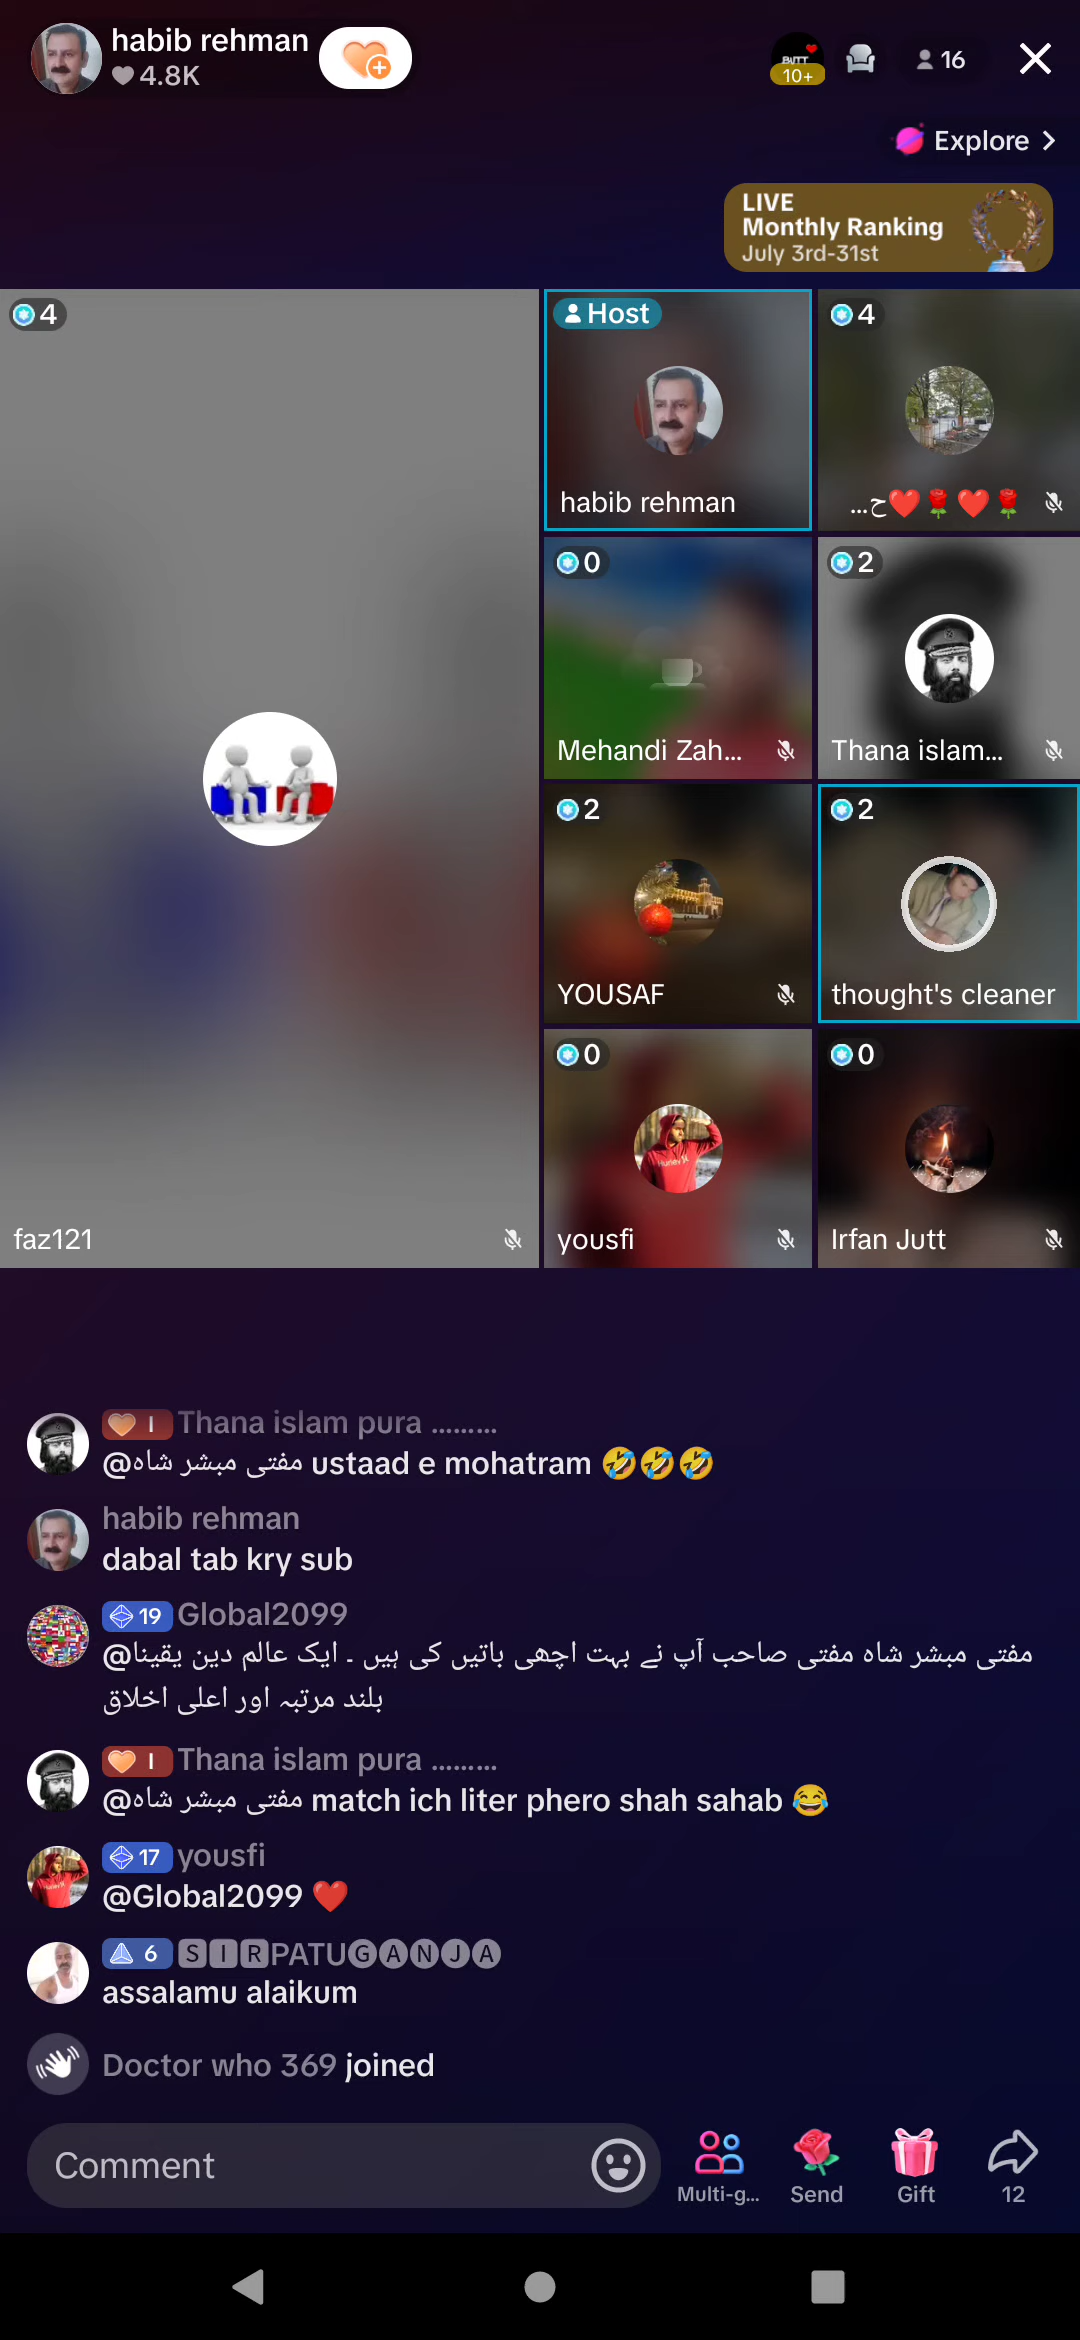 habib rehman
4.8K
BUTT
10+
16
Explore
LIVE
Monthly Ranking
July 3rd-31st
4
Host
habib rehman
4
ح❤️🌹❤️🌹...
0
Mehandi Zah...
2
Thana islam...
2
YOUSAF
2
thought's cleaner
faz121
0
yousfi
0
Irfan Jutt
I Thana islam pura .........
@مفتی مبشر شاہ ustaad e mohatram 🤣🤣🤣
habib rehman
dabal tab kry sub
19 Global2099
@مفتی مبشر شاہ مفتی صاحب آپ نے بہت اچھی باتیں کی ہیں ۔ ایک عالم دین یقینا
بلند مرتبہ اور اعلی اخلاق
I Thana islam pura .........
@مفتی مبشر شاہ match ich liter phero shah sahab 😂
17 yousfi
@Global2099 ❤️
6 🆂🅸🆁PATU🅖🅐🅝🅙🅐
assalamu alaikum
Doctor who 369 joined
Comment
Multi-g...
Send
Gift
12